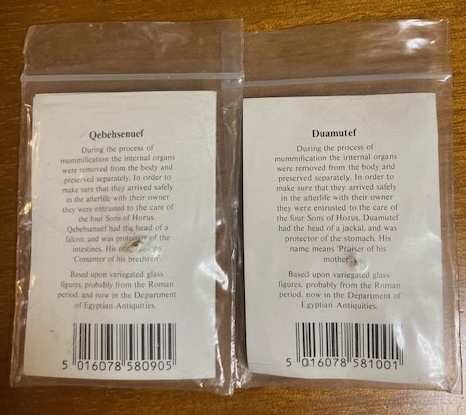 Qebehsenuef
During the process of
mummification the internal organs
were removed from the body and
preserved separately. In order to
make sure that they arrived safely
in the afterlife with their owner
they were entrusted to the care of
the four Sons of Horus.
Qebehsenuef had the head of a
falcon, and was protector of the
intestines. His
'Contenter of his brethren'.
Based upon variegated glass
figures, probably from the Roman
period, and now in the Department
of Egyptian Antiquities.
5 016078 580905
Duamutef
During the process of
mummification the internal organs
were removed from the body and
preserved separately. In order to
make sure that they arrived safely
in the afterlife with their owner
they were entrusted to the care of
the four Sons of Horus. Duamutef
had the head of a jackal, and was
protector of the stomach. His
name means 'Praiser of his
mother
Based upon variegated glass
figures, probably from the Roman
period, now in the Department of
Egyptian Antiquities.
5 016078 581001